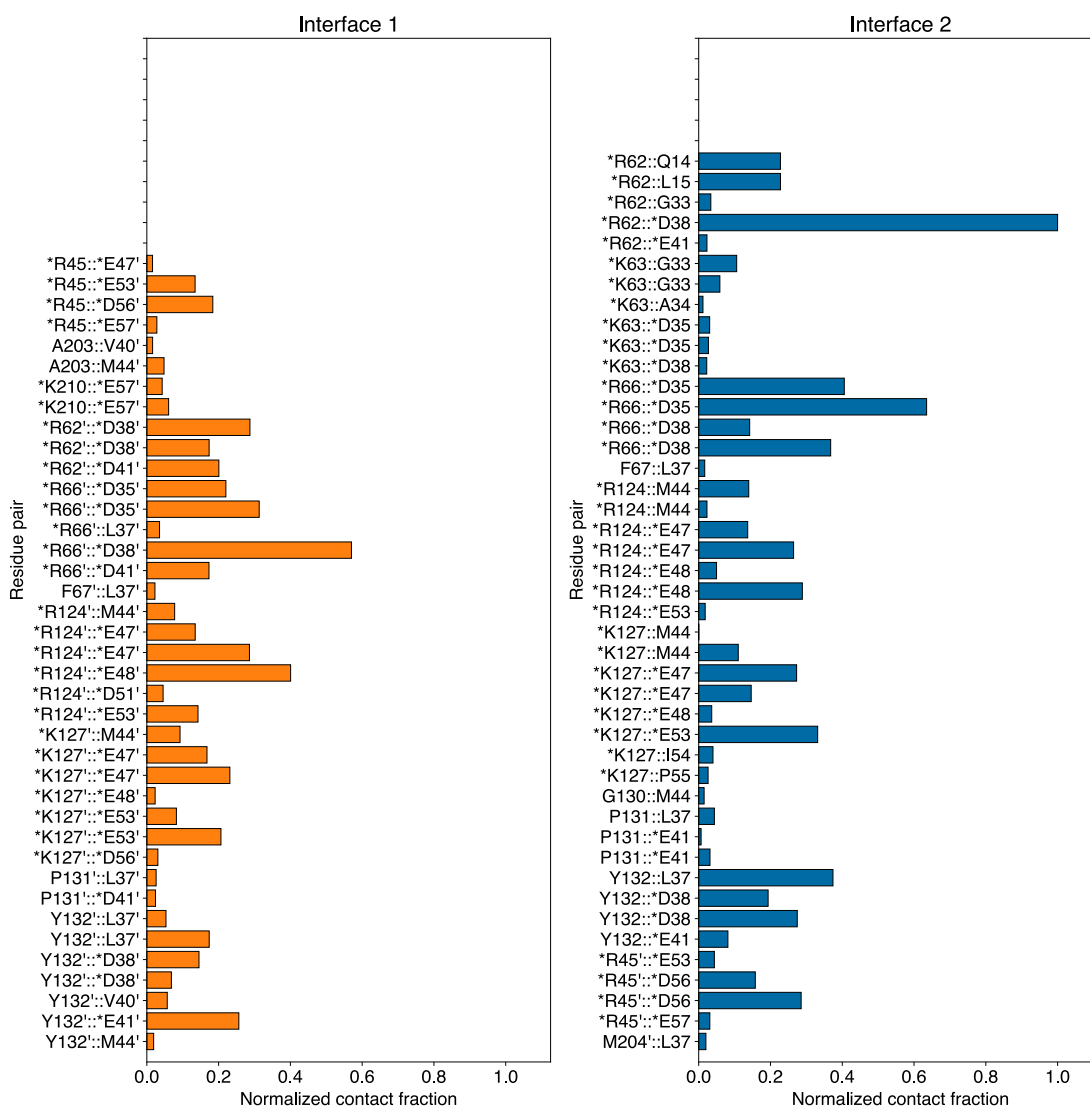 Interface 1
Residue pair
*R45::*E47'
*R45::*E53'
*R45::*D56'
*R45::*E57'
A203::V40'
A203::M44'
*K210::*E57'
*K210::*E57'
*R62'::*D38'
*R62'::*D38'
*R62'::*D41'
*R66'::*D35'
*R66'::*D35'
*R66'::L37'
*R66'::*D38'
*R66'::*D41'
F67'::L37'
*R124'::M44'
*R124'::*E47'
*R124'::*E47'
*R124'::*E48'
*R124'::*D51'
*R124'::*E53'
*K127'::M44'
*K127'::*E47'
*K127'::*E47'
*K127'::*E48'
*K127'::*E53'
*K127'::*E53'
*K127'::*D56'
P131'::L37'
P131'::*D41'
Y132'::L37'
Y132'::L37'
Y132'::*D38'
Y132'::*D38'
Y132'::V40'
Y132'::*E41'
Y132'::M44'
0.0 0.2 0.4 0.6 0.8 1.0
Normalized contact fraction
Interface 2
Residue pair
*R62::Q14
*R62::L15
*R62::G33
*R62::*D38
*R62::*E41
*K63::G33
*K63::G33
*K63::A34
*K63::*D35
*K63::*D35
*K63::*D38
*R66::*D35
*R66::*D35
*R66::*D38
*R66::*D38
F67::L37
*R124::M44
*R124::M44
*R124::*E47
*R124::*E47
*R124::*E48
*R124::*E48
*R124::*E53
*K127::M44
*K127::M44
*K127::*E47
*K127::*E47
*K127::*E48
*K127::*E53
*K127::I54
*K127::P55
G130::M44
P131::L37
P131::*E41
P131::*E41
Y132::L37
Y132::*D38
Y132::*D38
Y132::*E41
*R45'::*E53
*R45'::*D56
*R45'::*D56
*R45'::*E57
M204'::L37
0.0 0.2 0.4 0.6 0.8 1.0
Normalized contact fraction